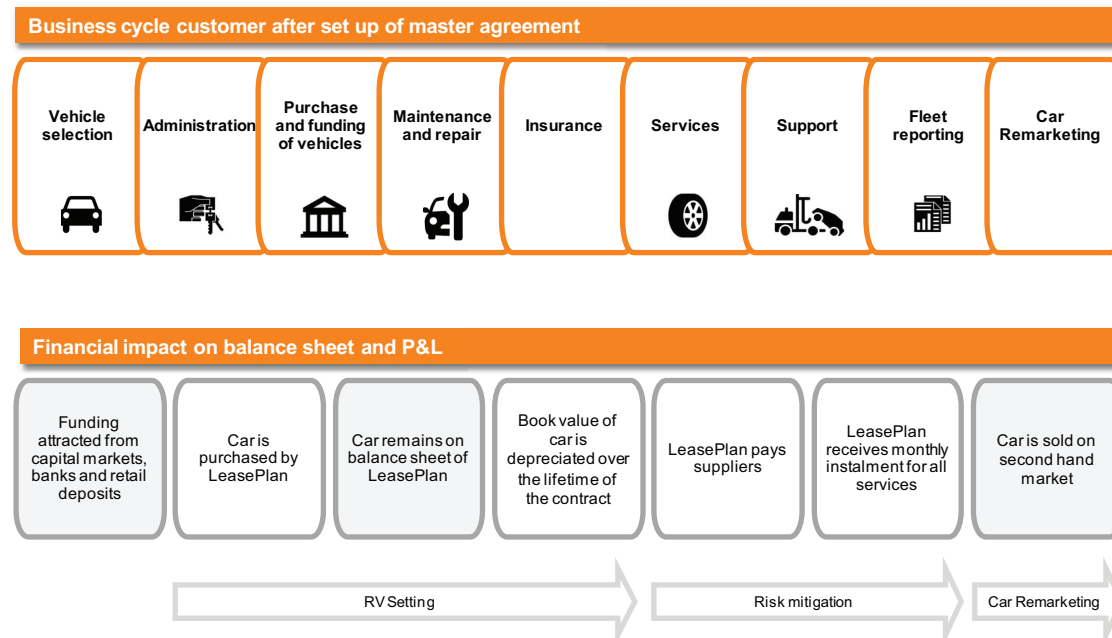 Business cycle customer after set up of master agreement
Vehicle
selection
Administration
Purchase
and funding
of vehicles
Maintenance
and repair
Insurance
Services
Support
Fleet
reporting
Car
Remarketing
Financial impact on balance sheet and P&L
Funding
attracted from
capital markets,
banks and retail
deposits
Car is
purchased by
LeasePlan
Car remains on
balance sheet of
LeasePlan
Book value of
car is
depreciated over
the lifetime of
the contract
LeasePlan pays
suppliers
LeasePlan
receives monthly
instalment for all
services
Car is sold on
second hand
market
RV Setting
Risk mitigation
Car Remarketing